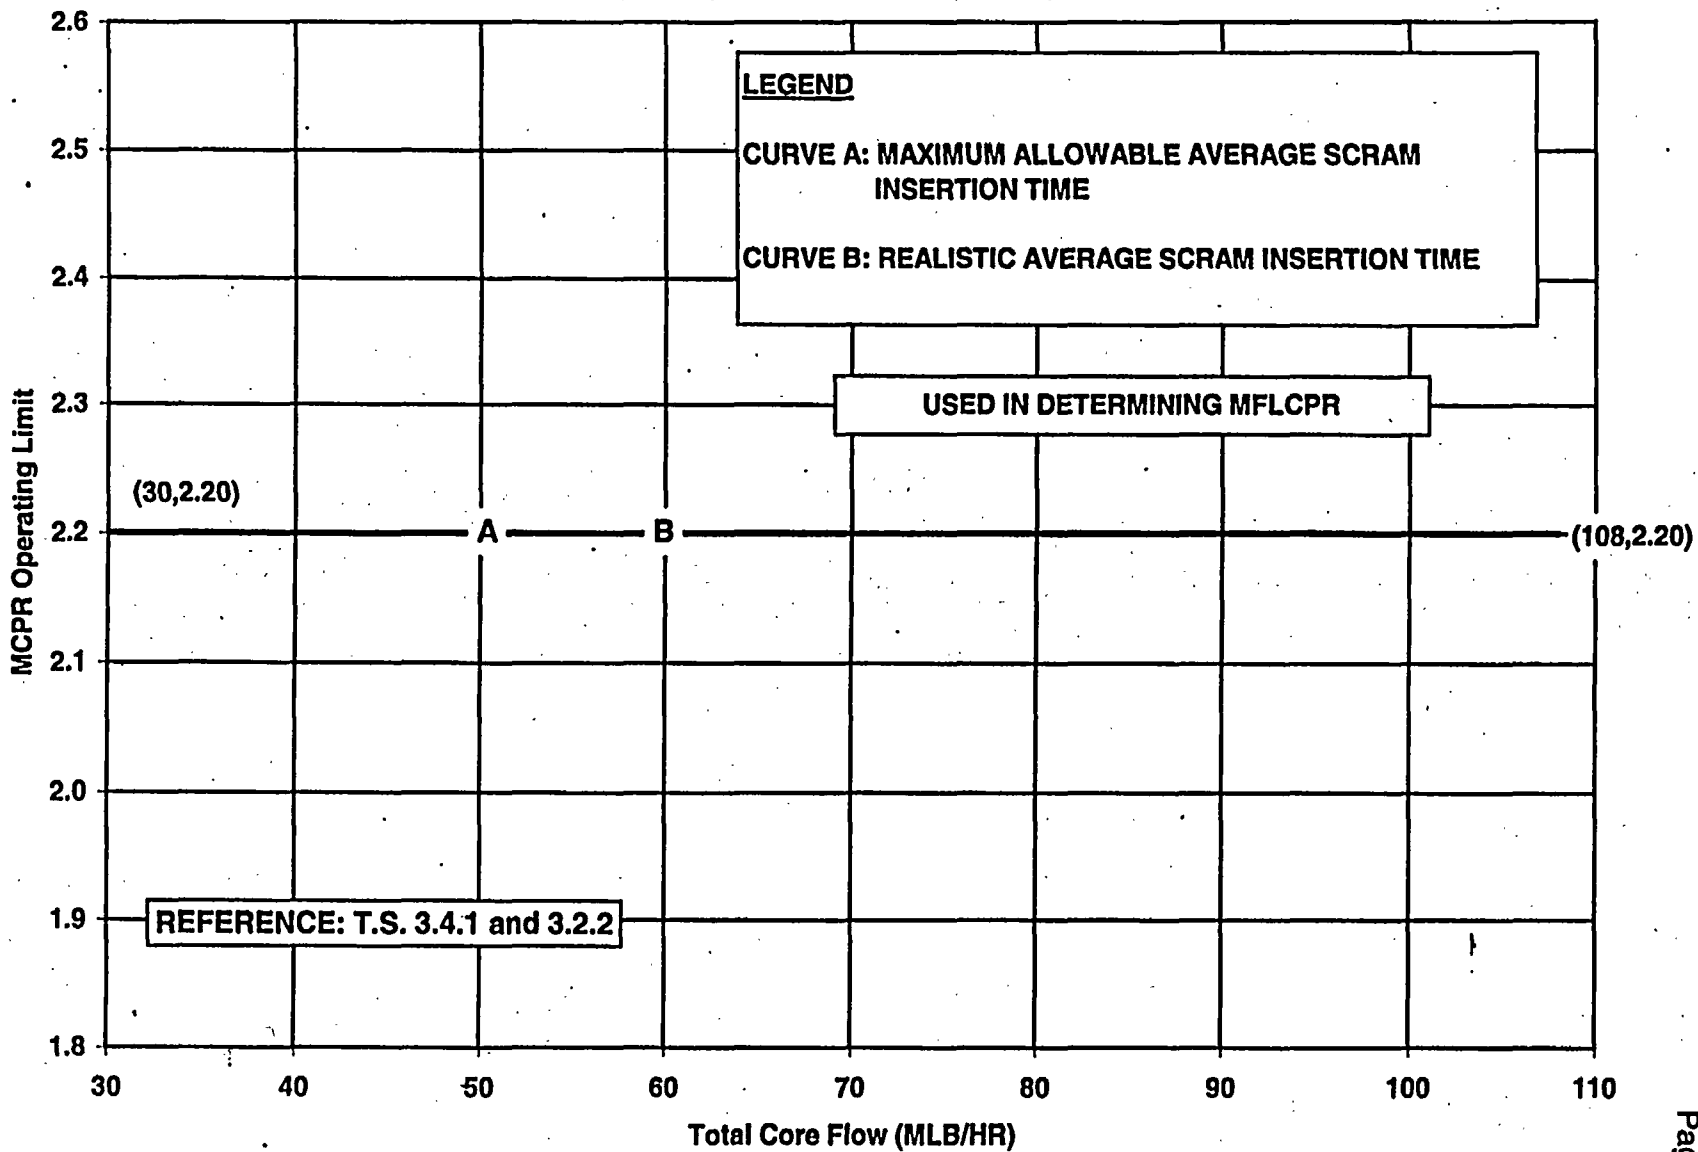 2.6
2.5
2.4
2.3
2.2
2.1
2.0
1.9
1.8
MCPR Operating Limit
LEGEND
CURVE A: MAXIMUM ALLOWABLE AVERAGE SCRAM
INSERTION TIME
CURVE B: REALISTIC AVERAGE SCRAM INSERTION TIME
USED IN DETERMINING MFLCPR
(30,2.20)
A
B
(108,2.20)
REFERENCE: T.S. 3.4.1 and 3.2.2
30 40 50 60 70 80 90 100 110
Total Core Flow (MLB/HR)